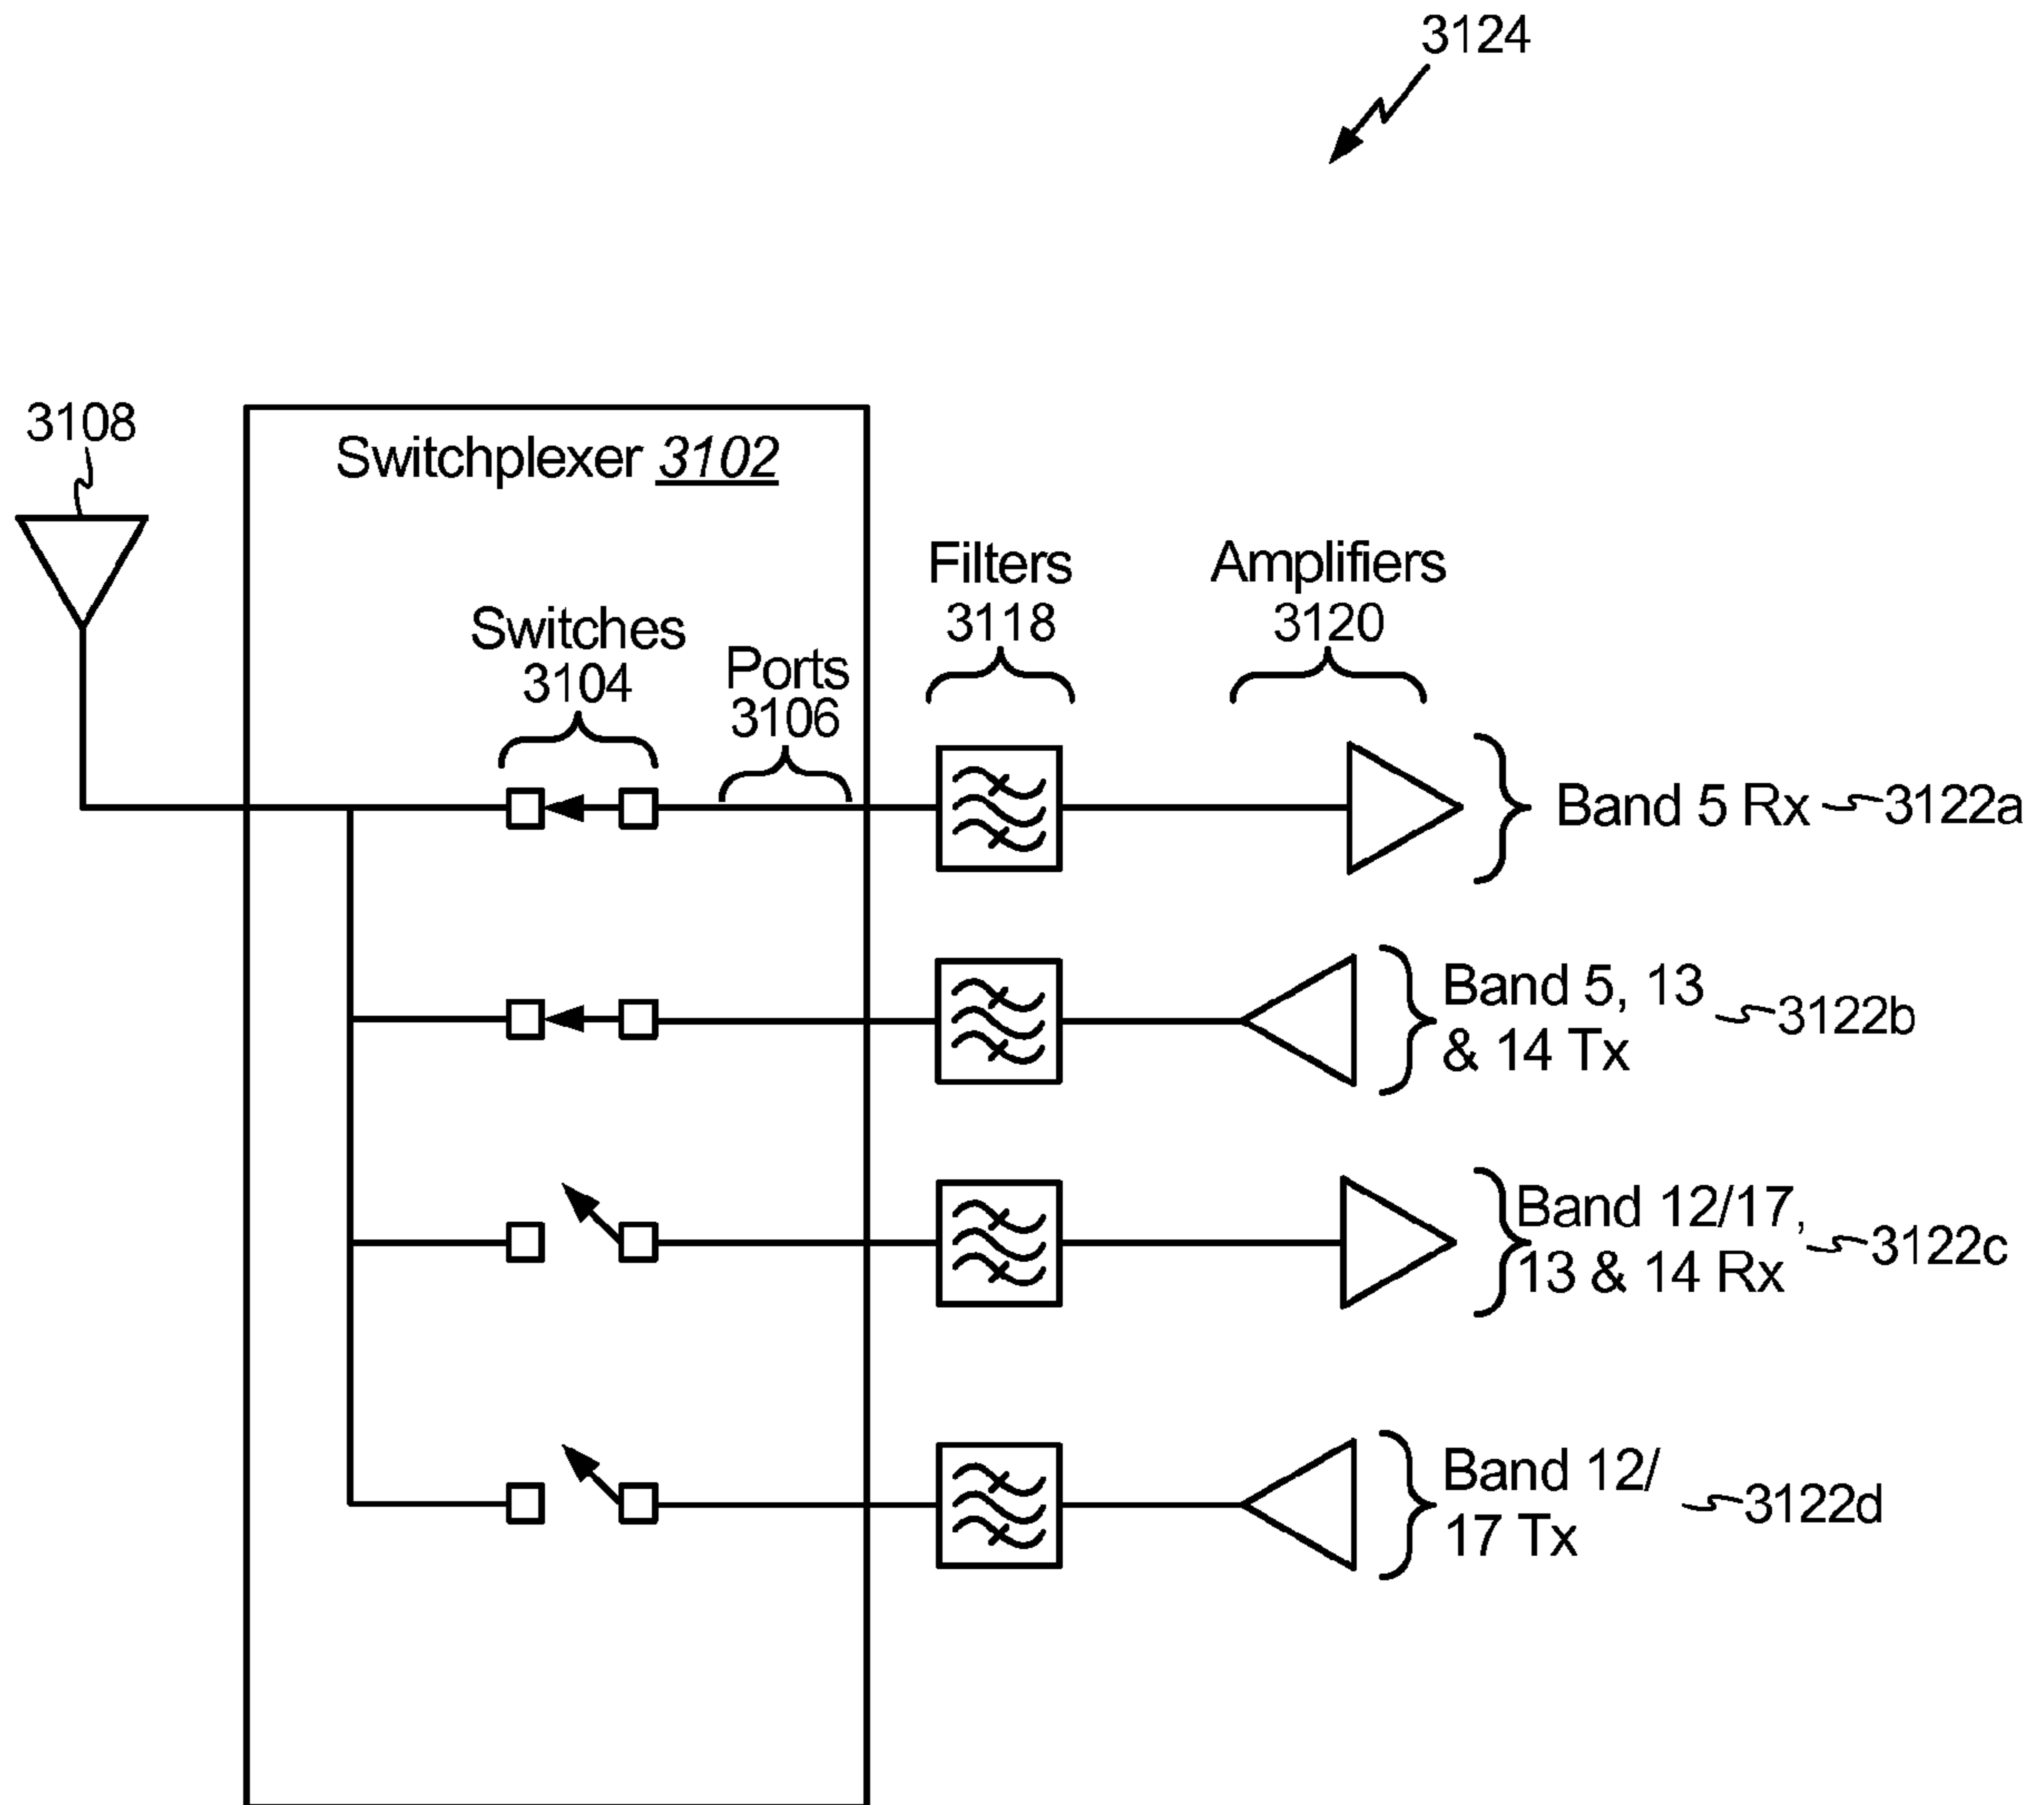 3124
3108
Switchplexer 3102
Filters
3118
Amplifiers
3120
Switches
3104
Ports
3106
Band 5 Rx
3122a
Band 5, 13
& 14 Tx
3122b
Band 12/17,
13 & 14 Rx
3122c
Band 12/
17 Tx
3122d